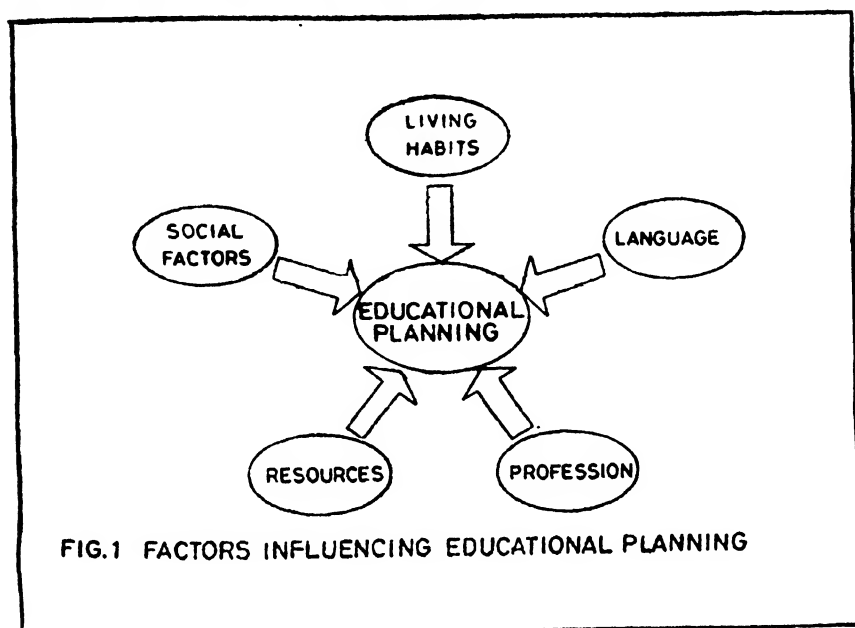 LIVING
HABITS
SOCIAL
FACTORS
LANGUAGE
EDUCATIONAL
PLANNING
RESOURCES
PROFESSION
FIG.1 FACTORS INFLUENCING EDUCATIONAL PLANNING